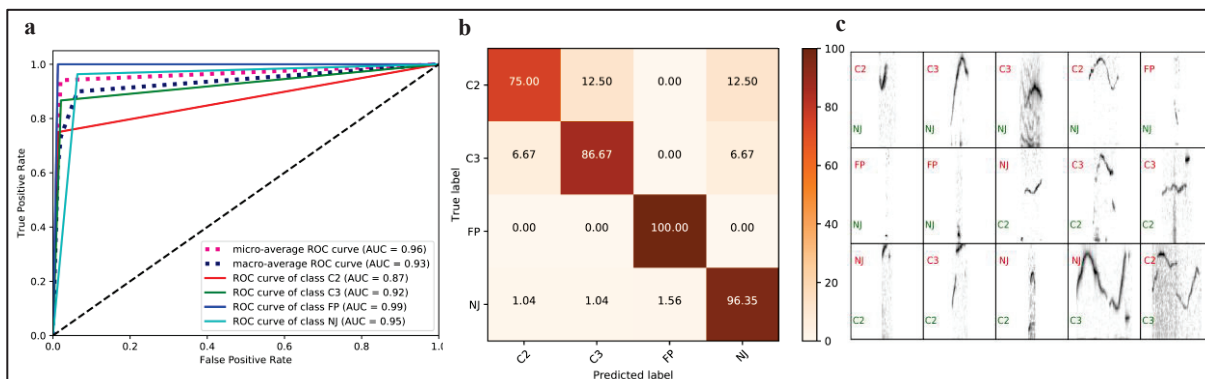 a
1.0
0.8
0.6
0.4
0.2
0.0
0.0 0.2 0.4 0.6 0.8 1.0
True Positive Rate
False Positive Rate
micro-average ROC curve (AUC = 0.96)
macro-average ROC curve (AUC = 0.93)
ROC curve of class C2 (AUC = 0.87)
ROC curve of class C3 (AUC = 0.92)
ROC curve of class FP (AUC = 0.99)
ROC curve of class NJ (AUC = 0.95)
b
True label
C2 75.00 12.50 0.00 12.50
C3 6.67 86.67 0.00 6.67
FP 0.00 0.00 100.00 0.00
NJ 1.04 1.04 1.56 96.35
C2 C3 FP NJ
Predicted label
100
80
60
40
20
0
c
C2 C3 C3 C2 FP
NJ NJ NJ NJ NJ
FP FP NJ C3 C3
NJ NJ C2 C2 C2
NJ C3 NJ NJ C2
C2 C2 C2 C3 C3